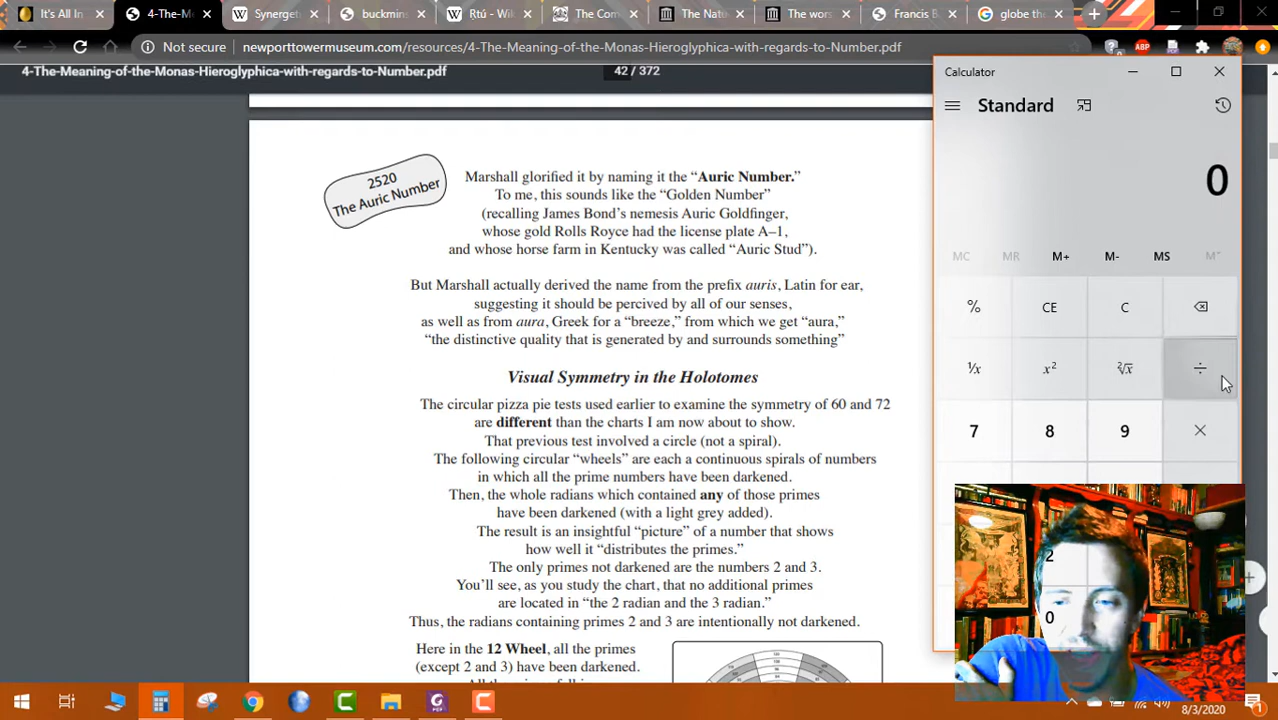 It's All In
4-The-M
Synerget
buckmins
Ṛtú - Wik
The Com
The Natu
The wors
Francis B
globe the
Not secure
newporttowermuseum.com/resources/4-The-Meaning-of-the-Monas-Hieroglyphica-with-regards-to-Number.pdf
ABP
4-The-Meaning-of-the-Monas-Hieroglyphica-with-regards-to-Number.pdf
42 / 372
2520
The Auric Number
Marshall glorified it by naming it the “Auric Number.”
To me, this sounds like the “Golden Number”
(recalling James Bond’s nemesis Auric Goldfinger,
whose gold Rolls Royce had the license plate A–1,
and whose horse farm in Kentucky was called “Auric Stud”).
But Marshall actually derived the name from the prefix auris, Latin for ear,
suggesting it should be percived by all of our senses,
as well as from aura, Greek for a “breeze,” from which we get “aura,”
“the distinctive quality that is generated by and surrounds something”
Visual Symmetry in the Holotomes
The circular pizza pie tests used earlier to examine the symmetry of 60 and 72
are different than the charts I am now about to show.
That previous test involved a circle (not a spiral).
The following circular “wheels” are each a continuous spirals of numbers
in which all the prime numbers have been darkened.
Then, the whole radians which contained any of those primes
have been darkened (with a light grey added).
The result is an insightful “picture” of a number that shows
how well it “distributes the primes.”
The only primes not darkened are the numbers 2 and 3.
You’ll see, as you study the chart, that no additional primes
are located in “the 2 radian and the 3 radian.”
Thus, the radians containing primes 2 and 3 are intentionally not darkened.
Here in the 12 Wheel, all the primes
(except 2 and 3) have been darkened.
Calculator
Standard
0
MC MR M+ M- MS M˅
% CE C
¹⁄x x² ²√x ÷
7 8 9 ×
2
0
8/3/2020